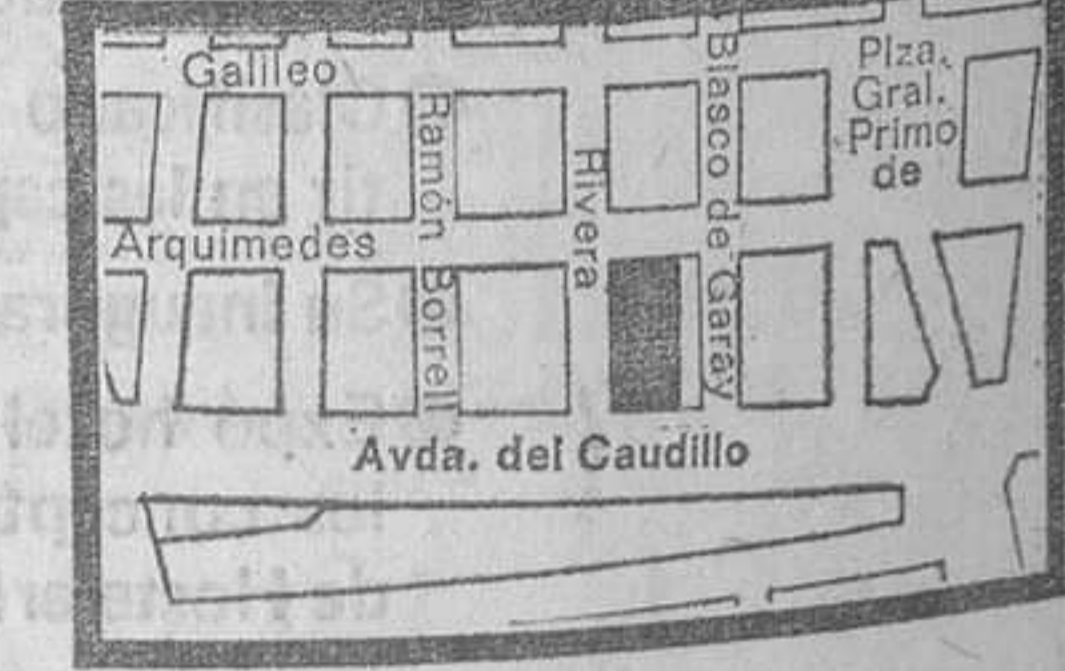 Galileo
Ramón Borrell
Rivera
Blasco de Garay
Plza.
Gral.
Primo
de
Arquimedes
Avda. del Caudillo